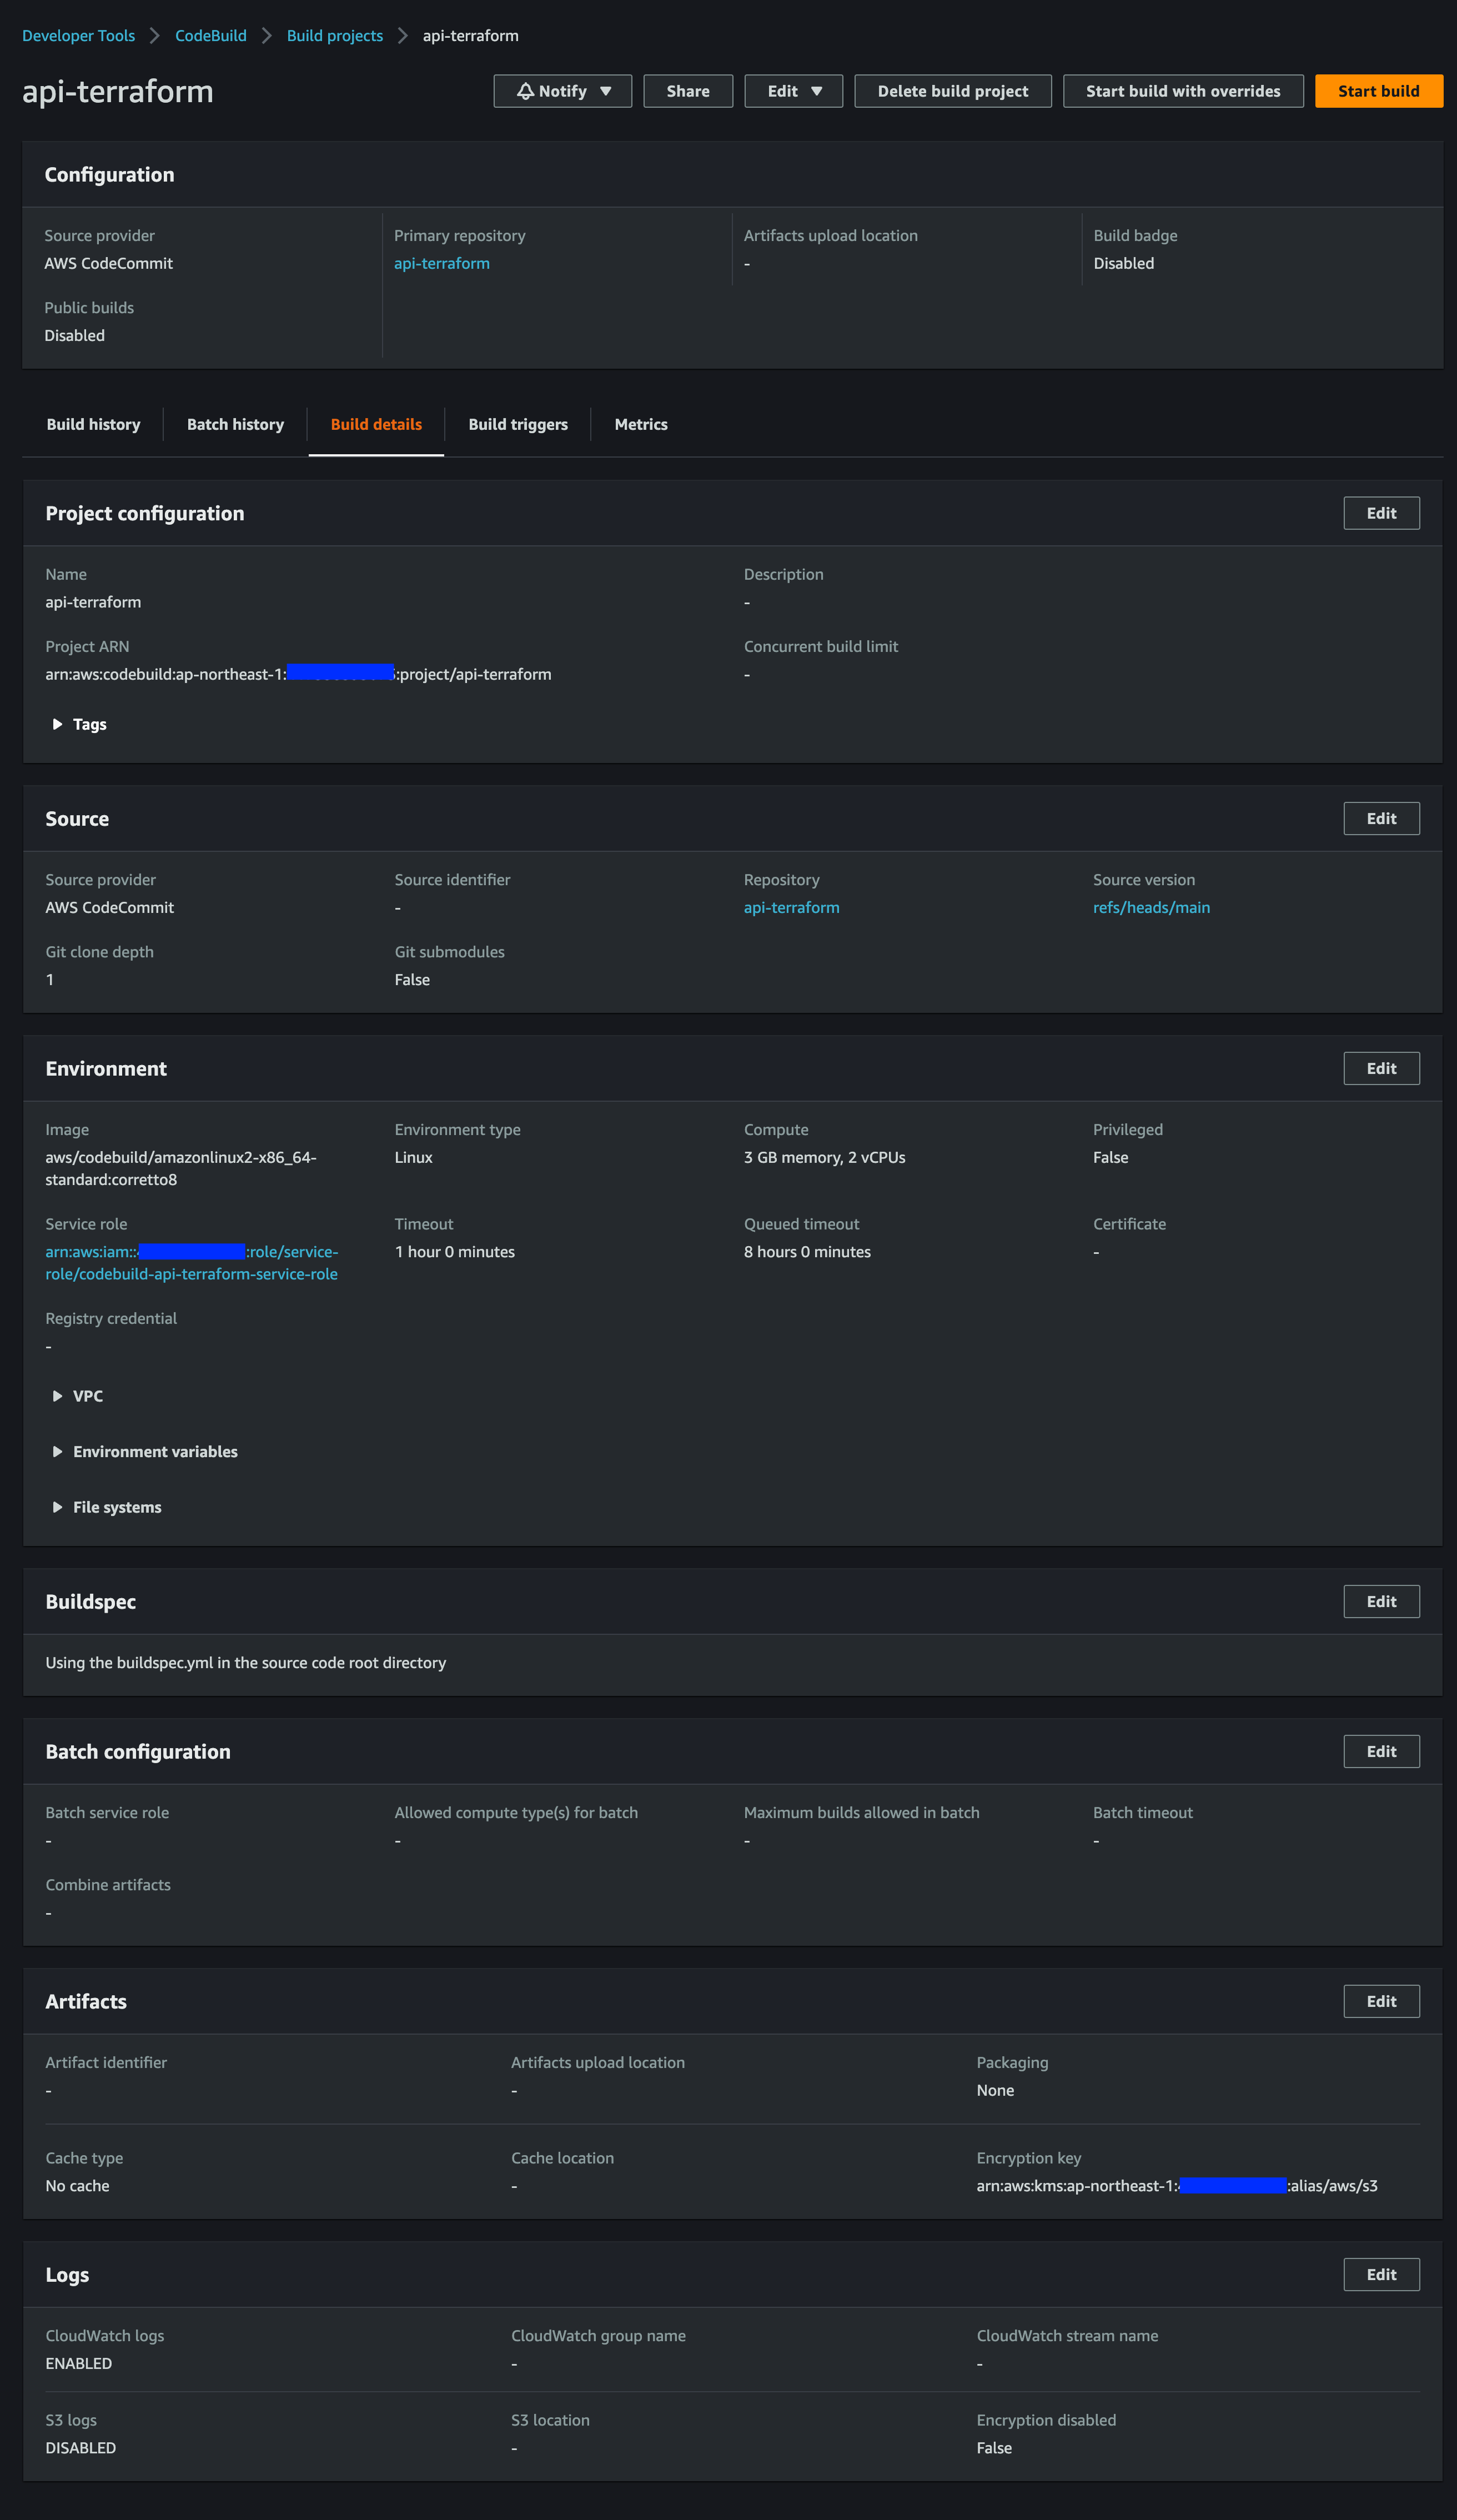 Developer Tools > CodeBuild > Build projects > api-terraform
api-terraform
Notify ▼ Share Edit ▼ Delete build project Start build with overrides Start build
Configuration
Source provider Primary repository Artifacts upload location Build badge
AWS CodeCommit api-terraform - Disabled
Public builds
Disabled
Build history Batch history Build details Build triggers Metrics
Project configuration Edit
Name Description
api-terraform -
Project ARN Concurrent build limit
arn:aws:codebuild:ap-northeast-1: :project/api-terraform -
Tags
Source Edit
Source provider Source identifier Repository Source version
AWS CodeCommit - api-terraform refs/heads/main
Git clone depth Git submodules
1 False
Environment Edit
Image Environment type Compute Privileged
aws/codebuild/amazonlinux2-x86_64- Linux 3 GB memory, 2 vCPUs False
standard:corretto8
Service role Timeout Queued timeout Certificate
arn:aws:iam:: :role/service- 1 hour 0 minutes 8 hours 0 minutes -
role/codebuild-api-terraform-service-role
Registry credential
-
VPC
Environment variables
File systems
Buildspec Edit
Using the buildspec.yml in the source code root directory
Batch configuration Edit
Batch service role Allowed compute type(s) for batch Maximum builds allowed in batch Batch timeout
- - - -
Combine artifacts
-
Artifacts Edit
Artifact identifier Artifacts upload location Packaging
- - None
Cache type Cache location Encryption key
No cache - arn:aws:kms:ap-northeast-1: :alias/aws/s3
Logs Edit
CloudWatch logs CloudWatch group name CloudWatch stream name
ENABLED - -
S3 logs S3 location Encryption disabled
DISABLED - False